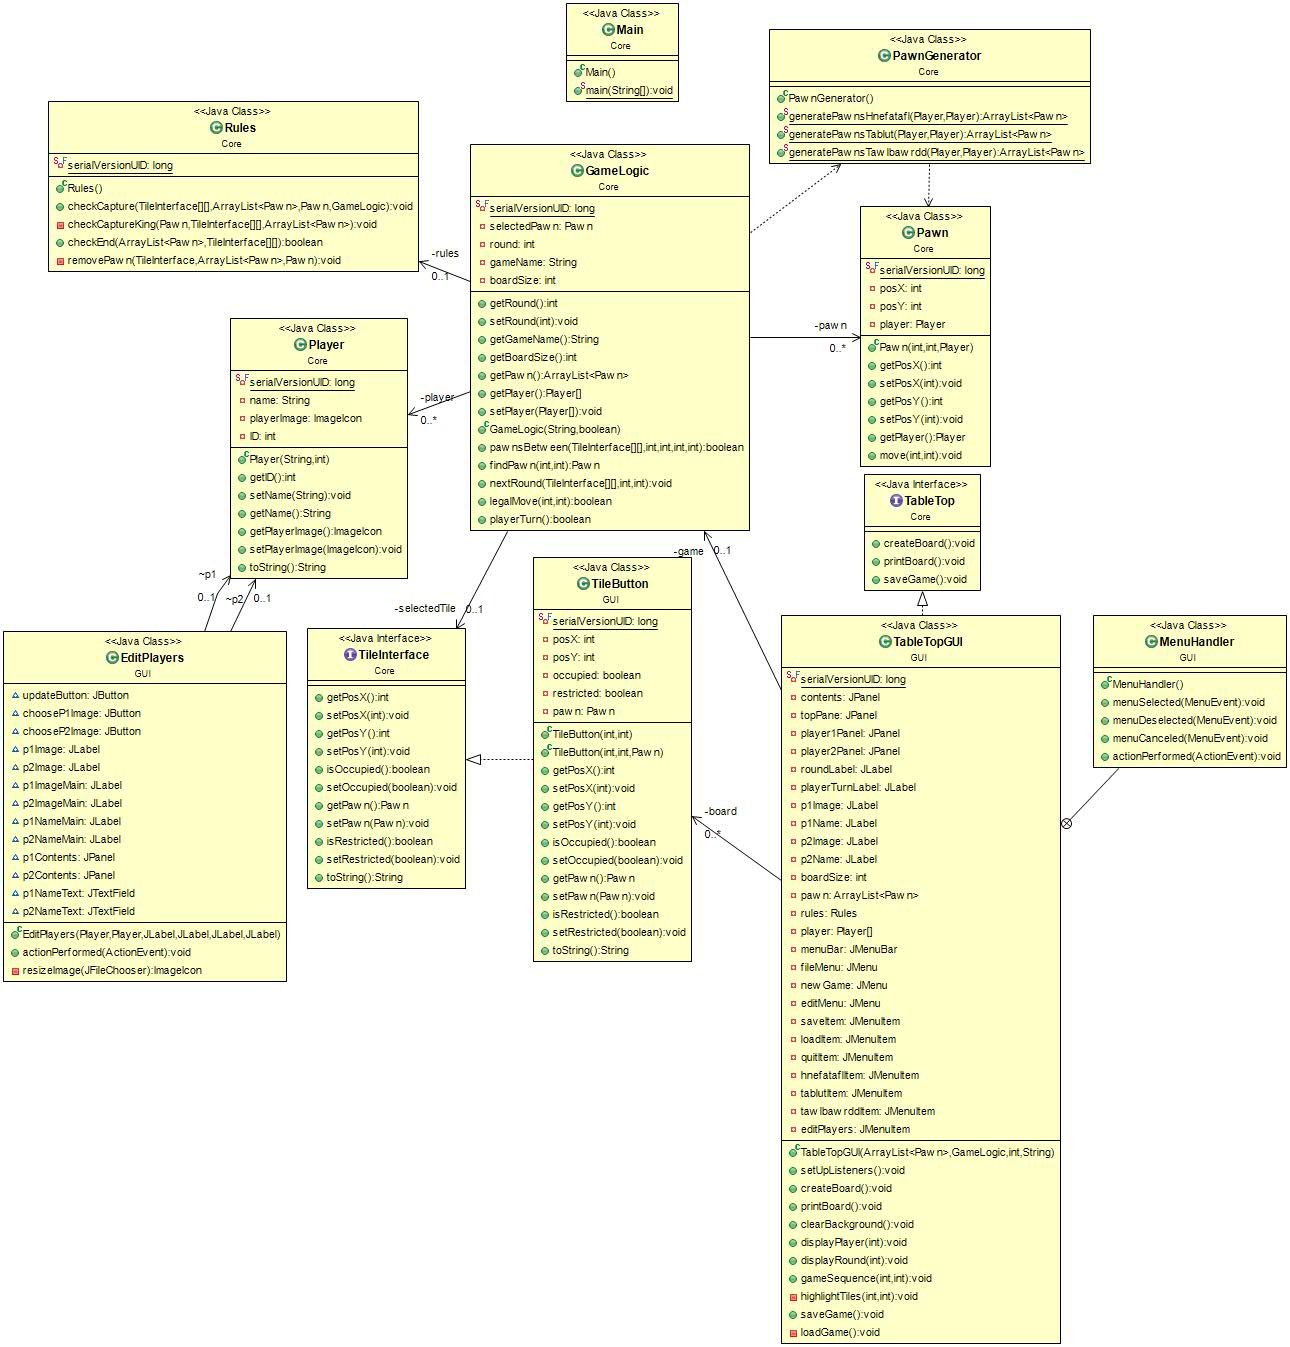 <<Java Class>>
Main
Core
Main()
main(String[]):void
<<Java Class>>
PawnGenerator
Core
PawnGenerator()
generatePawnsHnefatafl(Player,Player):ArrayList<Pawn>
generatePawnsTablut(Player,Player):ArrayList<Pawn>
generatePawnsTawlbawrdd(Player,Player):ArrayList<Pawn>
<<Java Class>>
Rules
Core
serialVersionUID: long
Rules()
checkCapture(TileInterface[][],ArrayList<Pawn>,Pawn,GameLogic):void
checkCaptureKing(Pawn,TileInterface[][],ArrayList<Pawn>):void
checkEnd(ArrayList<Pawn>,TileInterface[][]):boolean
removePawn(TileInterface,ArrayList<Pawn>,Pawn):void
<<Java Class>>
GameLogic
Core
serialVersionUID: long
selectedPawn: Pawn
round: int
gameName: String
boardSize: int
getRound():int
setRound(int):void
getGameName():String
getBoardSize():int
getPawn():ArrayList<Pawn>
getPlayer():Player[]
setPlayer(Player[]):void
GameLogic(String,boolean)
pawnsBetween(TileInterface[][],int,int,int,int):boolean
findPawn(int,int):Pawn
nextRound(TileInterface[][],int,int):void
legalMove(int,int):boolean
playerTurn():boolean
-rules
0..1
-pawn
0..*
-player
0..*
<<Java Class>>
Pawn
Core
serialVersionUID: long
posX: int
posY: int
player: Player
Pawn(int,int,Player)
getPosX():int
setPosX(int):void
getPosY():int
setPosY(int):void
getPlayer():Player
move(int,int):void
<<Java Class>>
Player
Core
serialVersionUID: long
name: String
playerImage: ImageIcon
ID: int
Player(String,int)
getID():int
setName(String):void
getName():String
getPlayerImage():ImageIcon
setPlayerImage(ImageIcon):void
toString():String
<<Java Interface>>
TableTop
Core
createBoard():void
printBoard():void
saveGame():void
~p1
0..1
~p2
0..1
-selectedTile
0..1
-game
0..1
<<Java Class>>
EditPlayers
GUI
updateButton: JButton
chooseP1Image: JButton
chooseP2Image: JButton
p1Image: JLabel
p2Image: JLabel
p1ImageMain: JLabel
p2ImageMain: JLabel
p1NameMain: JLabel
p2NameMain: JLabel
p1Contents: JPanel
p2Contents: JPanel
p1NameText: JTextField
p2NameText: JTextField
EditPlayers(Player,Player,JLabel,JLabel,JLabel,JLabel)
actionPerformed(ActionEvent):void
resizeImage(JFileChooser):ImageIcon
<<Java Interface>>
TileInterface
Core
getPosX():int
setPosX(int):void
getPosY():int
setPosY(int):void
isOccupied():boolean
setOccupied(boolean):void
getPawn():Pawn
setPawn(Pawn):void
isRestricted():boolean
setRestricted(boolean):void
toString():String
<<Java Class>>
TileButton
GUI
serialVersionUID: long
posX: int
posY: int
occupied: boolean
restricted: boolean
pawn: Pawn
TileButton(int,int)
TileButton(int,int,Pawn)
getPosX():int
setPosX(int):void
getPosY():int
setPosY(int):void
isOccupied():boolean
setOccupied(boolean):void
getPawn():Pawn
setPawn(Pawn):void
isRestricted():boolean
setRestricted(boolean):void
toString():String
-board
0..*
<<Java Class>>
TableTopGUI
GUI
serialVersionUID: long
contents: JPanel
topPane: JPanel
player1Panel: JPanel
player2Panel: JPanel
roundLabel: JLabel
playerTurnLabel: JLabel
p1Image: JLabel
p1Name: JLabel
p2Image: JLabel
p2Name: JLabel
boardSize: int
pawn: ArrayList<Pawn>
rules: Rules
player: Player[]
menuBar: JMenuBar
fileMenu: JMenu
newGame: JMenu
editMenu: JMenu
saveItem: JMenuItem
loadItem: JMenuItem
quitItem: JMenuItem
hnefataflItem: JMenuItem
tablutItem: JMenuItem
tawlbawrddItem: JMenuItem
editPlayers: JMenuItem
TableTopGUI(ArrayList<Pawn>,GameLogic,int,String)
setUpListeners():void
createBoard():void
printBoard():void
clearBackground():void
displayPlayer(int):void
displayRound(int):void
gameSequence(int,int):void
highlightTiles(int,int):void
saveGame():void
loadGame():void
<<Java Class>>
MenuHandler
GUI
MenuHandler()
menuSelected(MenuEvent):void
menuDeselected(MenuEvent):void
menuCanceled(MenuEvent):void
actionPerformed(ActionEvent):void